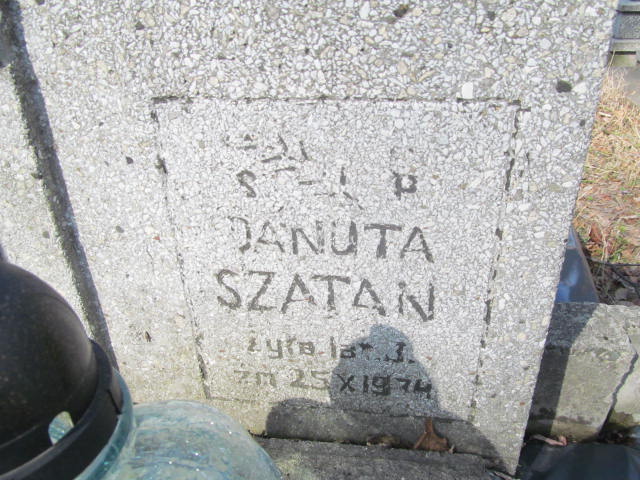 S P
DANUTA
SZATAN
żyła lat 3.
zm 25 X 1974